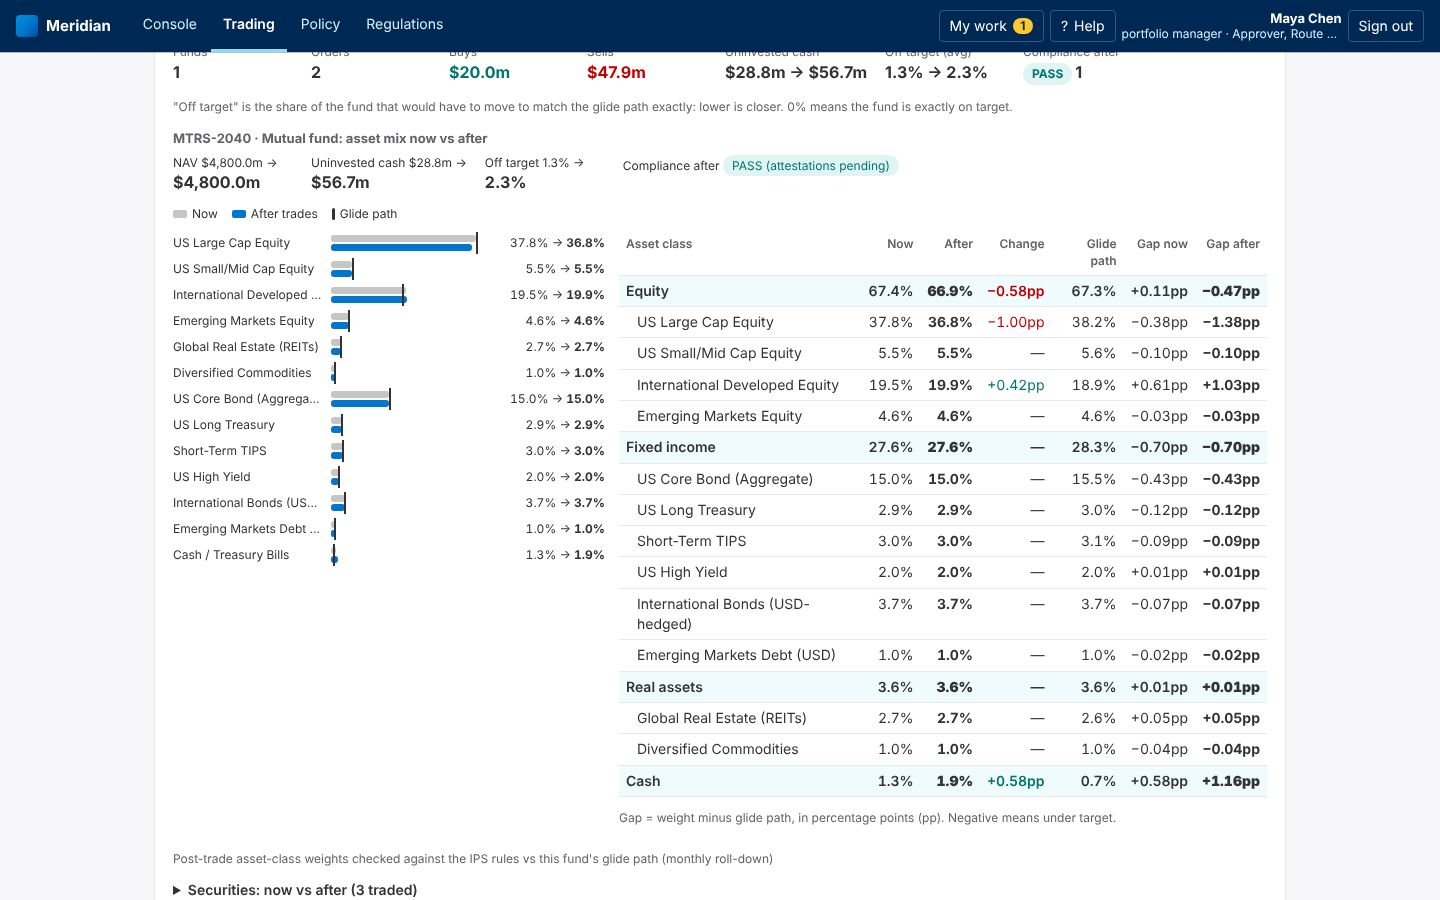 Meridian Console Trading Policy Regulations My work 1 ? Help Maya Chen Sign out
portfolio manager · Approver, Route ...
Funds Orders Buys Sells Uninvested cash Off target (avg) Compliance after
1 2 $20.0m $47.9m $28.8m → $56.7m 1.3% → 2.3% PASS 1
"Off target" is the share of the fund that would have to move to match the glide path exactly: lower is closer. 0% means the fund is exactly on target.
MTRS-2040 · Mutual fund: asset mix now vs after
NAV $4,800.0m → Uninvested cash $28.8m → Off target 1.3% → Compliance after PASS (attestations pending)
$4,800.0m $56.7m 2.3%
Now After trades Glide path
US Large Cap Equity 37.8% → 36.8%
US Small/Mid Cap Equity 5.5% → 5.5%
International Developed ... 19.5% → 19.9%
Emerging Markets Equity 4.6% → 4.6%
Global Real Estate (REITs) 2.7% → 2.7%
Diversified Commodities 1.0% → 1.0%
US Core Bond (Aggrega... 15.0% → 15.0%
US Long Treasury 2.9% → 2.9%
Short-Term TIPS 3.0% → 3.0%
US High Yield 2.0% → 2.0%
International Bonds (US... 3.7% → 3.7%
Emerging Markets Debt ... 1.0% → 1.0%
Cash / Treasury Bills 1.3% → 1.9%
Asset class Now After Change Glide path Gap now Gap after
Equity 67.4% 66.9% −0.58pp 67.3% +0.11pp −0.47pp
US Large Cap Equity 37.8% 36.8% −1.00pp 38.2% −0.38pp −1.38pp
US Small/Mid Cap Equity 5.5% 5.5% — 5.6% −0.10pp −0.10pp
International Developed Equity 19.5% 19.9% +0.42pp 18.9% +0.61pp +1.03pp
Emerging Markets Equity 4.6% 4.6% — 4.6% −0.03pp −0.03pp
Fixed income 27.6% 27.6% — 28.3% −0.70pp −0.70pp
US Core Bond (Aggregate) 15.0% 15.0% — 15.5% −0.43pp −0.43pp
US Long Treasury 2.9% 2.9% — 3.0% −0.12pp −0.12pp
Short-Term TIPS 3.0% 3.0% — 3.1% −0.09pp −0.09pp
US High Yield 2.0% 2.0% — 2.0% +0.01pp +0.01pp
International Bonds (USD-hedged) 3.7% 3.7% — 3.7% −0.07pp −0.07pp
Emerging Markets Debt (USD) 1.0% 1.0% — 1.0% −0.02pp −0.02pp
Real assets 3.6% 3.6% — 3.6% +0.01pp +0.01pp
Global Real Estate (REITs) 2.7% 2.7% — 2.6% +0.05pp +0.05pp
Diversified Commodities 1.0% 1.0% — 1.0% −0.04pp −0.04pp
Cash 1.3% 1.9% +0.58pp 0.7% +0.58pp +1.16pp
Gap = weight minus glide path, in percentage points (pp). Negative means under target.
Post-trade asset-class weights checked against the IPS rules vs this fund's glide path (monthly roll-down)
Securities: now vs after (3 traded)